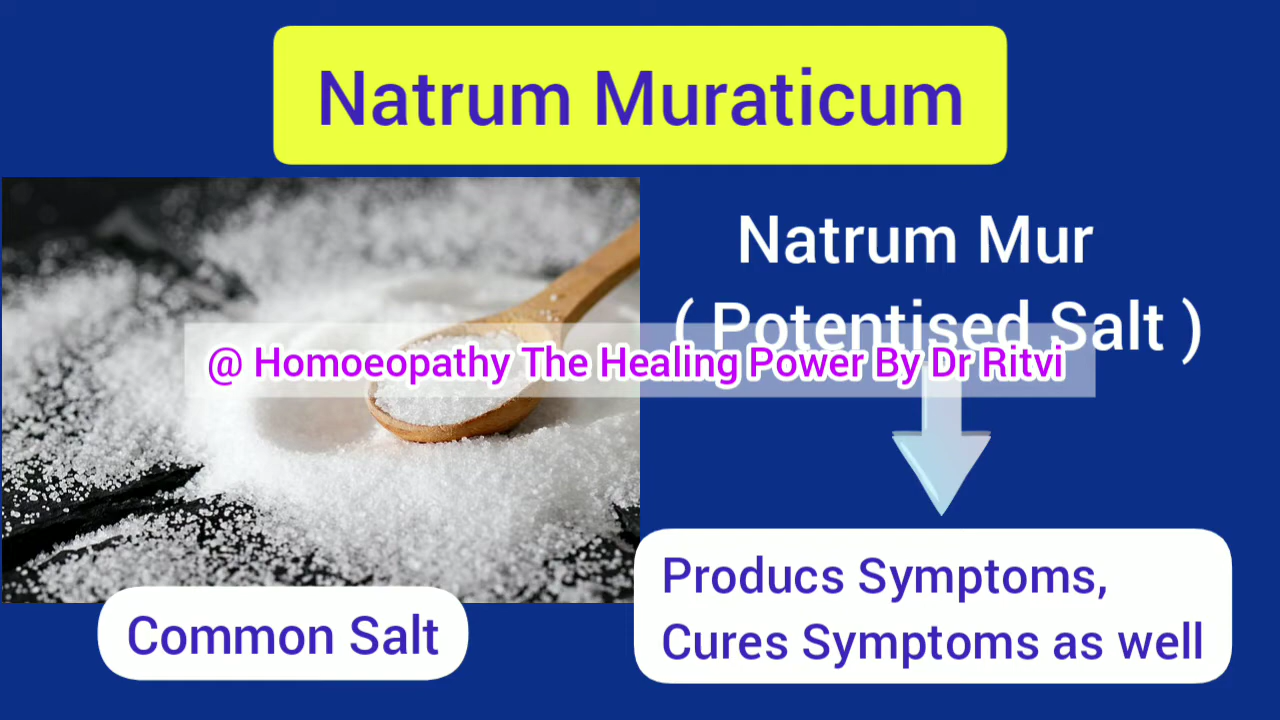 Natrum Muraticum
Natrum Mur
( Potentised Salt )
@ Homoeopathy The Healing Power By Dr Ritvi
Producs Symptoms,
Cures Symptoms as well
Common Salt